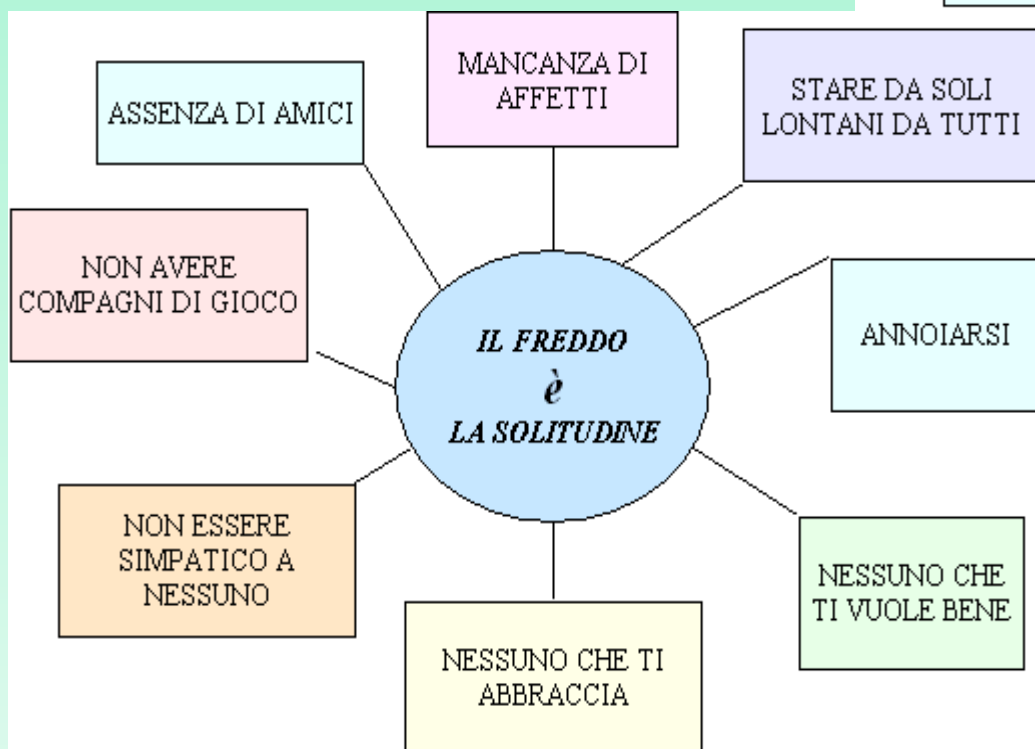 MANCANZA DI
AFFETTI
STARE DA SOLI
LONTANI DA TUTTI
ASSENZA DI AMICI
NON AVERE
COMPAGNI DI GIOCO
ANNOIARSI
IL FREDDO
è
LA SOLITUDINE
NON ESSERE
SIMPATICO A
NESSUNO
NESSUNO CHE
TI VUOLE BENE
NESSUNO CHE TI
ABBRACCIA